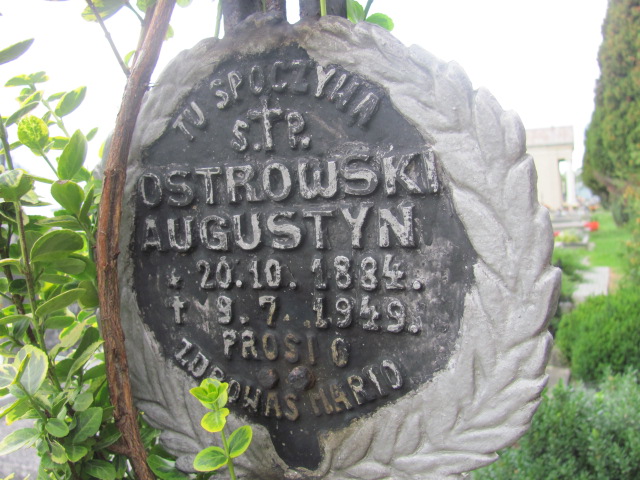 TU SPOCZYWA
Ś.†P.
OSTROWSKI
AUGUSTYN
* 20.10.1884.
† 9.7.1949.
PROSI O
ZDROWAŚ MARIO